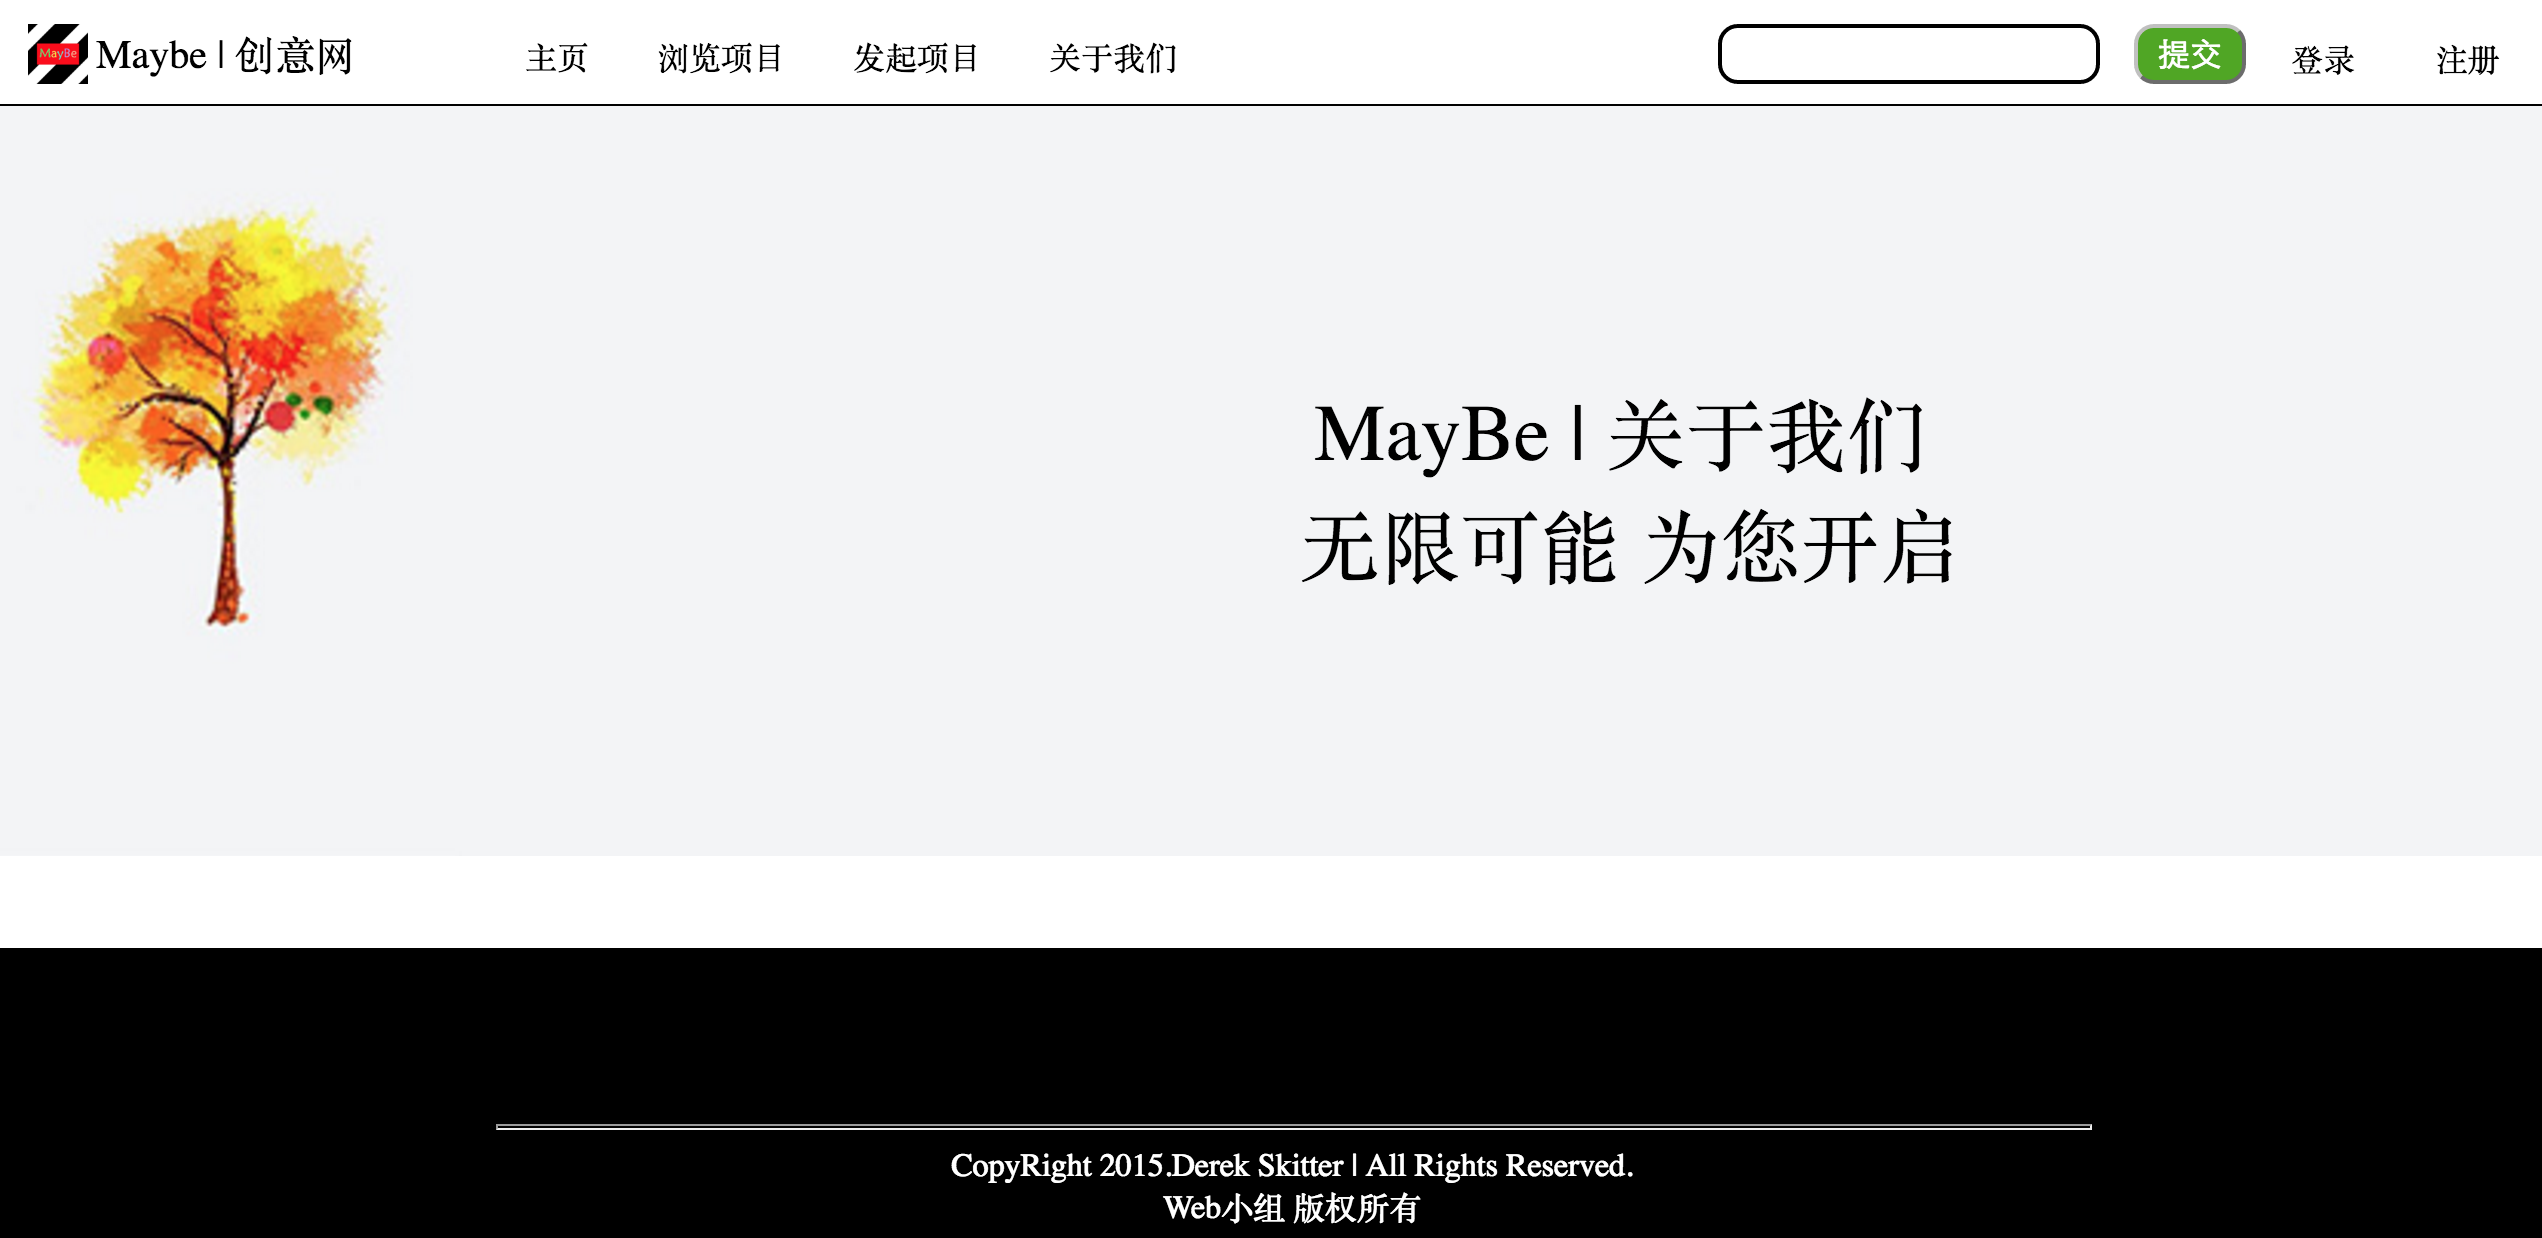 MayBe
Maybe | 创意网
主页 浏览项目 发起项目 关于我们
提交 登录 注册
MayBe | 关于我们
无限可能 为您开启
CopyRight 2015.Derek Skitter | All Rights Reserved.
Web小组 版权所有